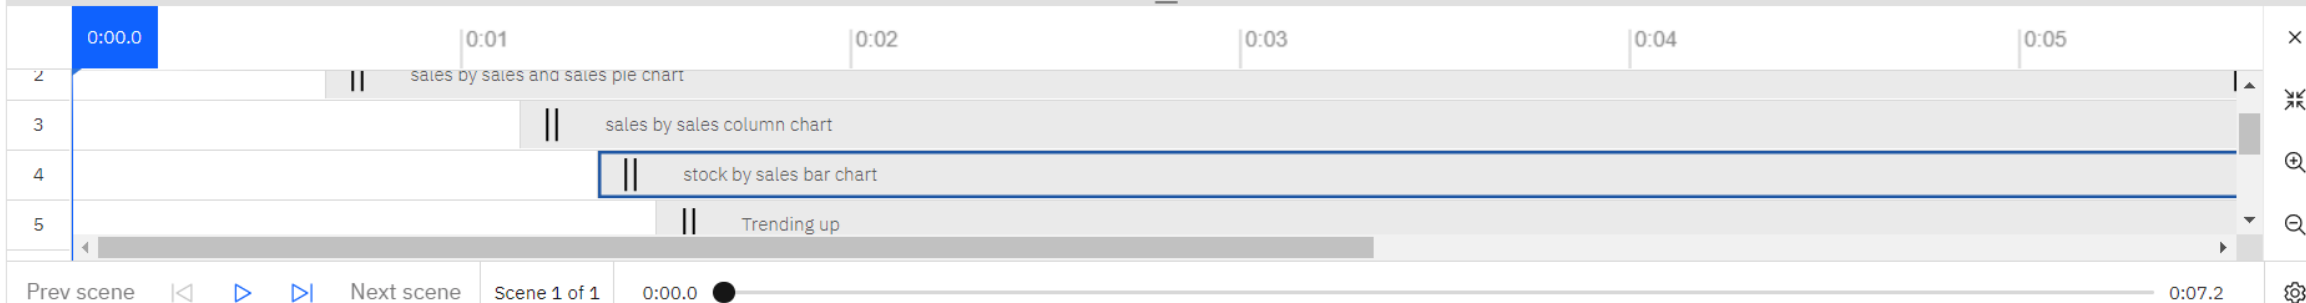 0:00.0 0:01 0:02 0:03 0:04 0:05
2 sales by sales and sales pie chart
3 sales by sales column chart
4 stock by sales bar chart
5 Trending up
Prev scene Next scene Scene 1 of 1 0:00.0 0:07.2